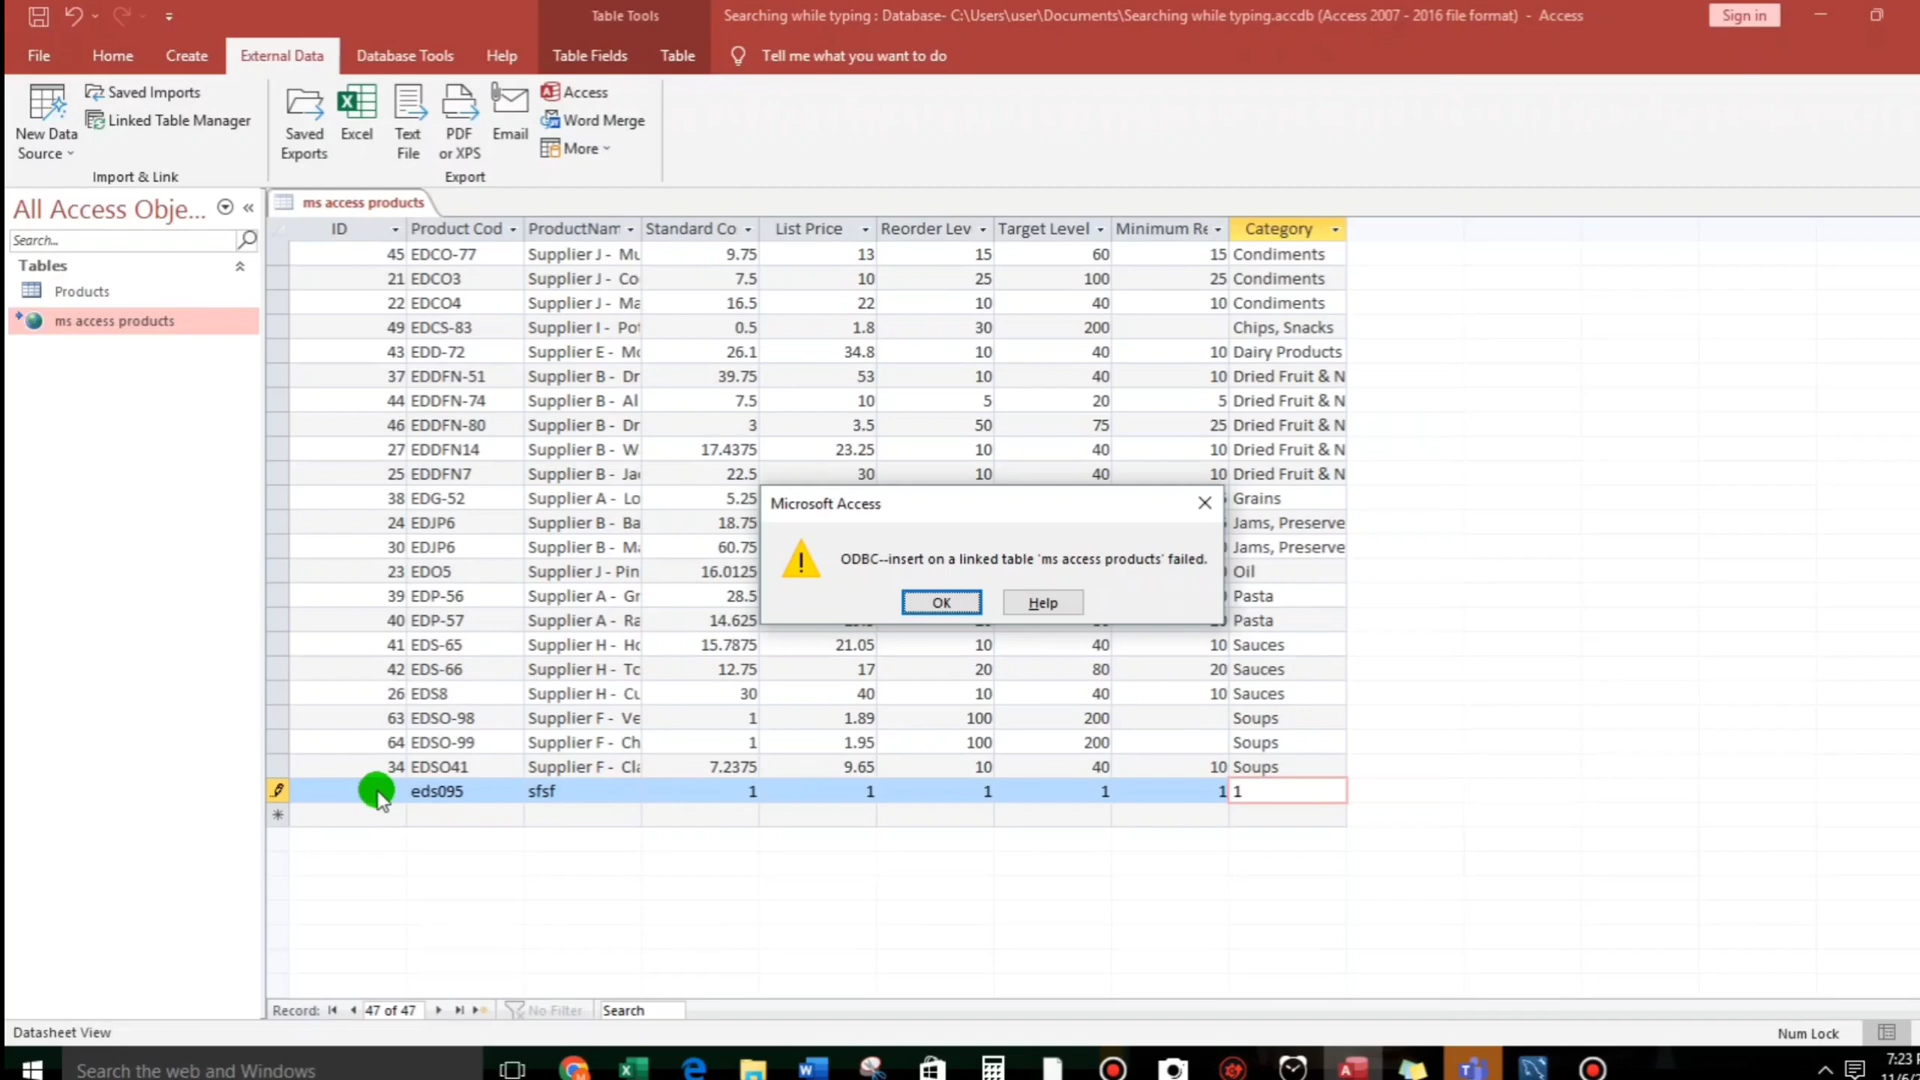 Table Tools
Searching while typing : Database- C:\Users\user\Documents\Searching while typing.accdb (Access 2007 - 2016 file format) - Access
Sign in
File Home Create External Data Database Tools Help Table Fields Table Tell me what you want to do
New Data Source
Saved Imports
Linked Table Manager
Import & Link
Saved Exports
Excel
Text File
PDF or XPS
Email
Access
Word Merge
More
Export
All Access Obje...
Search...
Tables
Products
ms access products
ms access products
ID Product Cod ProductNam Standard Co List Price Reorder Lev Target Level Minimum Re Category
45 EDCO-77 Supplier J - Mu 9.75 13 15 60 15 Condiments
21 EDCO3 Supplier J - Co 7.5 10 25 100 25 Condiments
22 EDCO4 Supplier J - Ma 16.5 22 10 40 10 Condiments
49 EDCS-83 Supplier I - Pot 0.5 1.8 30 200 Chips, Snacks
43 EDD-72 Supplier E - Mo 26.1 34.8 10 40 10 Dairy Products
37 EDDFN-51 Supplier B - Dr 39.75 53 10 40 10 Dried Fruit & N
44 EDDFN-74 Supplier B - Al 7.5 10 5 20 5 Dried Fruit & N
46 EDDFN-80 Supplier B - Dr 3 3.5 50 75 25 Dried Fruit & N
27 EDDFN14 Supplier B - W 17.4375 23.25 10 40 10 Dried Fruit & N
25 EDDFN7 Supplier B - Ja 22.5 30 10 40 10 Dried Fruit & N
38 EDG-52 Supplier A - Lo 5.25 Grains
24 EDJP6 Supplier B - Ba 18.75 Jams, Preserve
30 EDJP6 Supplier B - Ma 60.75 Jams, Preserve
23 EDO5 Supplier J - Pin 16.0125 Oil
39 EDP-56 Supplier A - Gr 28.5 Pasta
40 EDP-57 Supplier A - Ra 14.625 Pasta
41 EDS-65 Supplier H - Ho 15.7875 21.05 10 40 10 Sauces
42 EDS-66 Supplier H - To 12.75 17 20 80 20 Sauces
26 EDS8 Supplier H - Cu 30 40 10 40 10 Sauces
63 EDSO-98 Supplier F - Ve 1 1.89 100 200 Soups
64 EDSO-99 Supplier F - Ch 1 1.95 100 200 Soups
34 EDSO41 Supplier F - Cla 7.2375 9.65 10 40 10 Soups
eds095 sfsf 1 1 1 1 1 1
Microsoft Access
ODBC--insert on a linked table 'ms access products' failed.
OK Help
Record: 47 of 47 No Filter Search
Datasheet View
Num Lock
Search the web and Windows
7:23